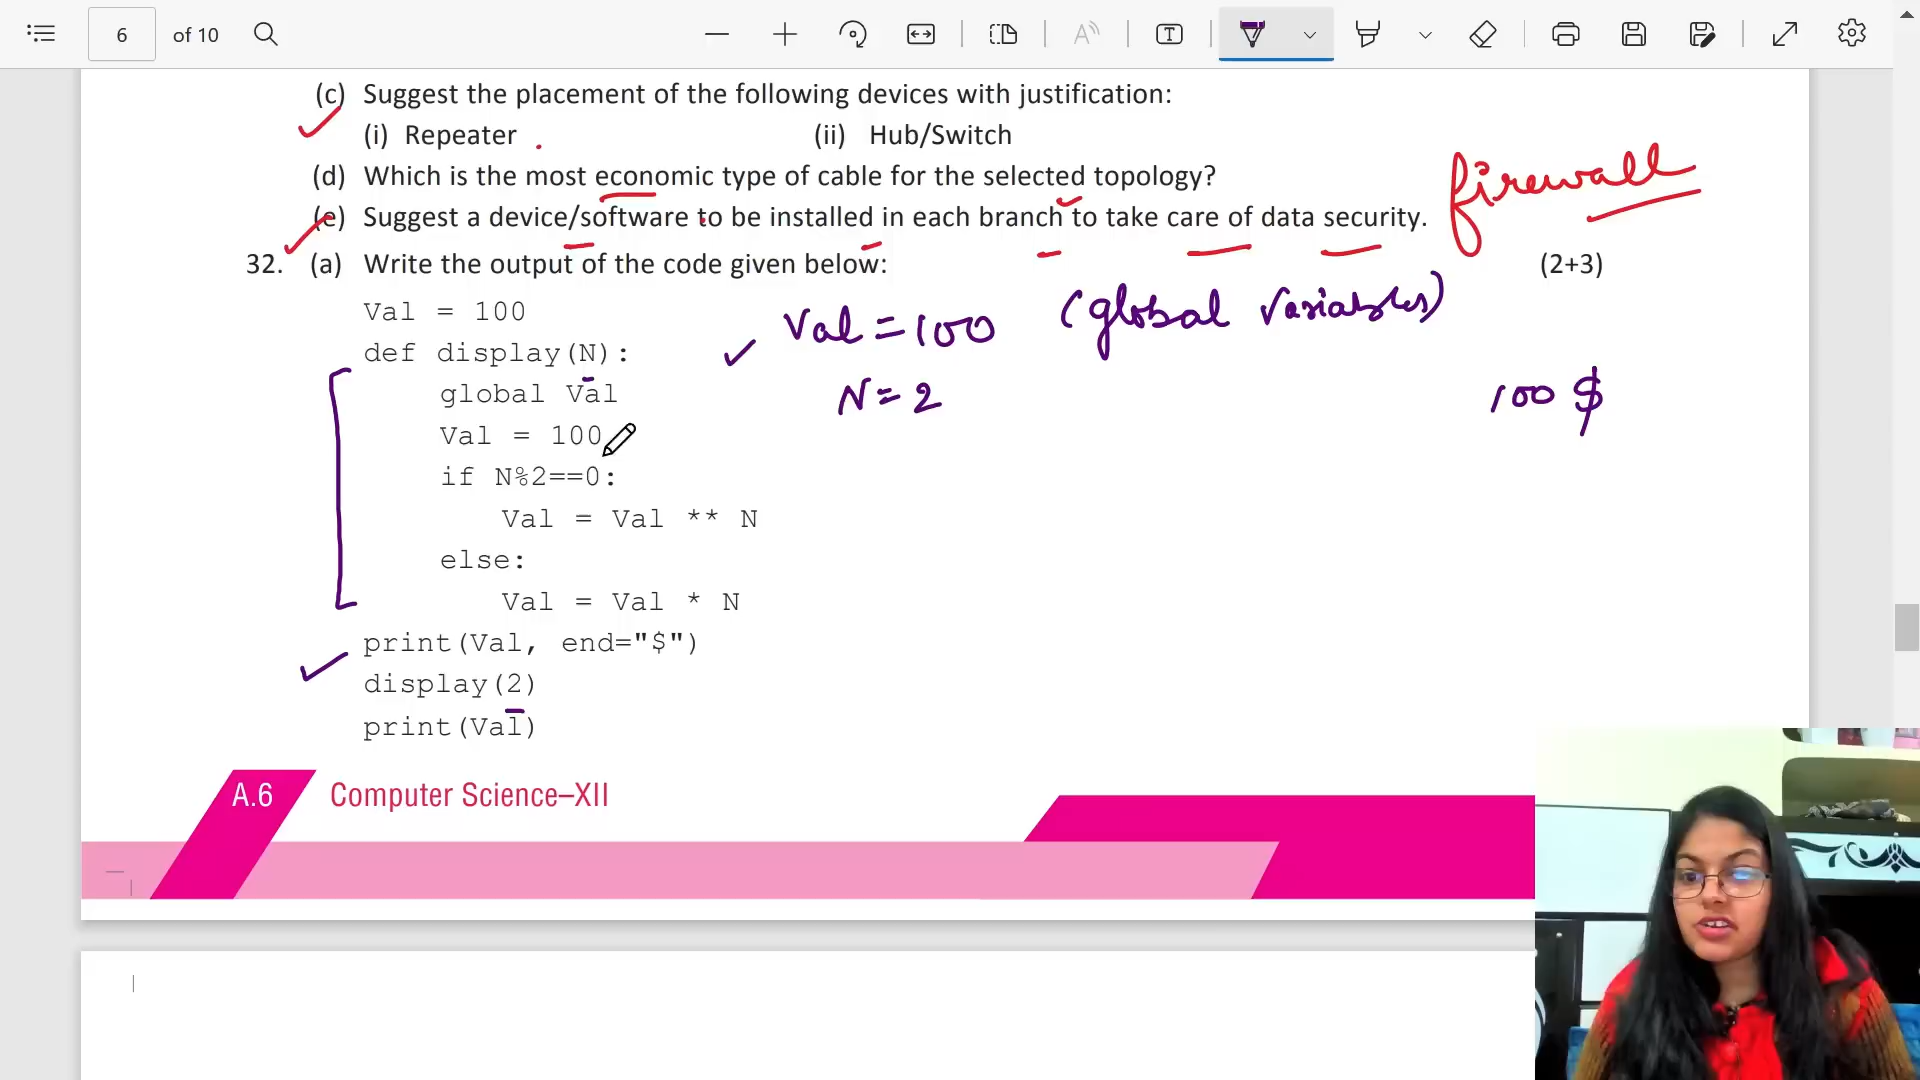 6 of 10
(c) Suggest the placement of the following devices with justification:
(i) Repeater (ii) Hub/Switch
(d) Which is the most economic type of cable for the selected topology?
firewall
(e) Suggest a device/software to be installed in each branch to take care of data security.
32. (a) Write the output of the code given below: (2+3)
Val = 100
Val = 100 (global variables)
def display(N):
global Val
N = 2
100 $
Val = 100
if N%2==0:
Val = Val ** N
else:
Val = Val * N
print(Val, end="$")
display(2)
print(Val)
A.6 Computer Science–XII